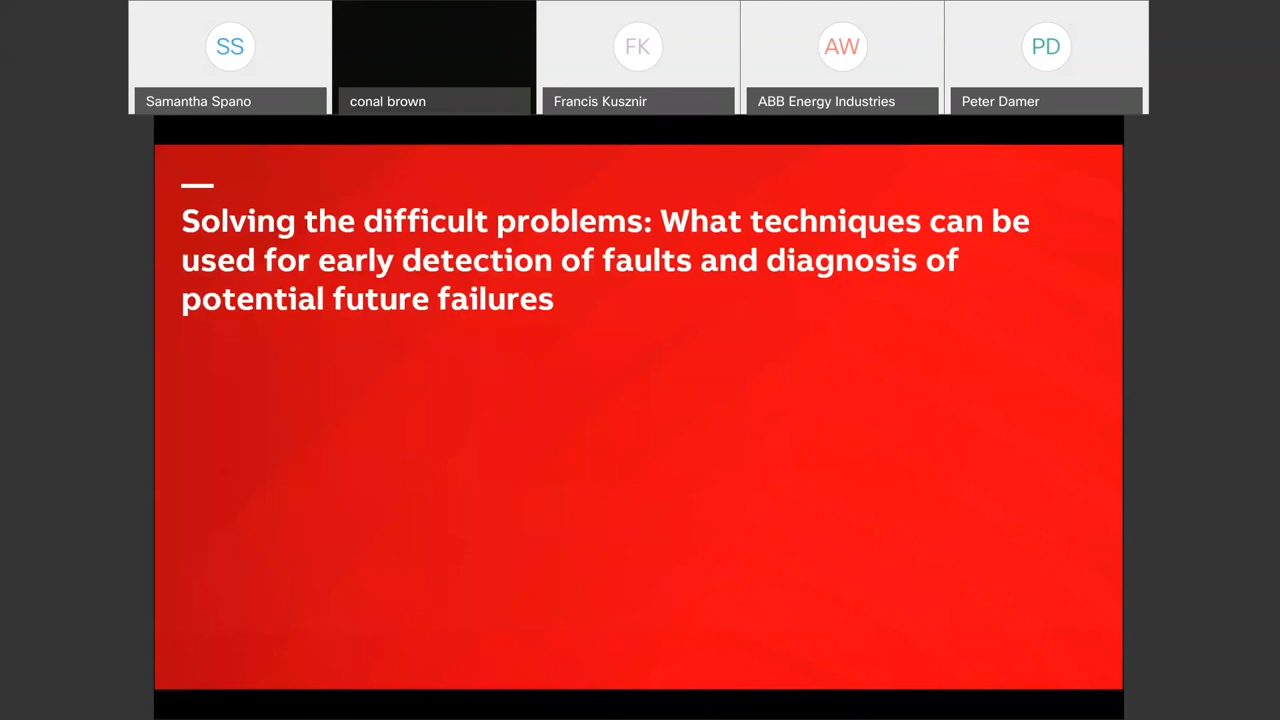 SS
FK
AW
PD
Samantha Spano
conal brown
Francis Kusznir
ABB Energy Industries
Peter Damer
Solving the difficult problems: What techniques can be
used for early detection of faults and diagnosis of
potential future failures